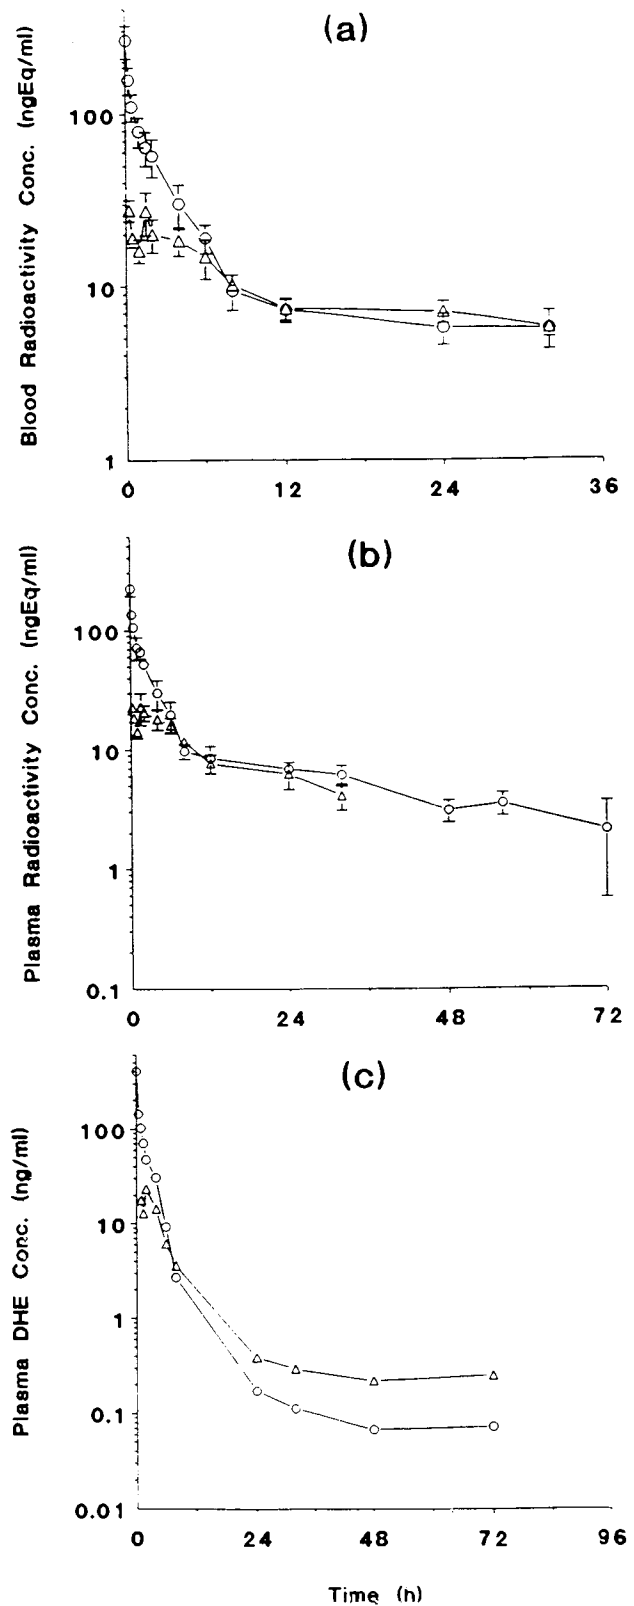 (a)
Blood Radioactivity Conc. (ngEq/ml)
100
10
1
0 12 24 36
(b)
Plasma Radioactivity Conc. (ngEq/ml)
100
10
1
0.1
0 24 48 72
(c)
Plasma DHE Conc. (ng/ml)
100
10
1
0.1
0.01
0 24 48 72 96
Time (h)